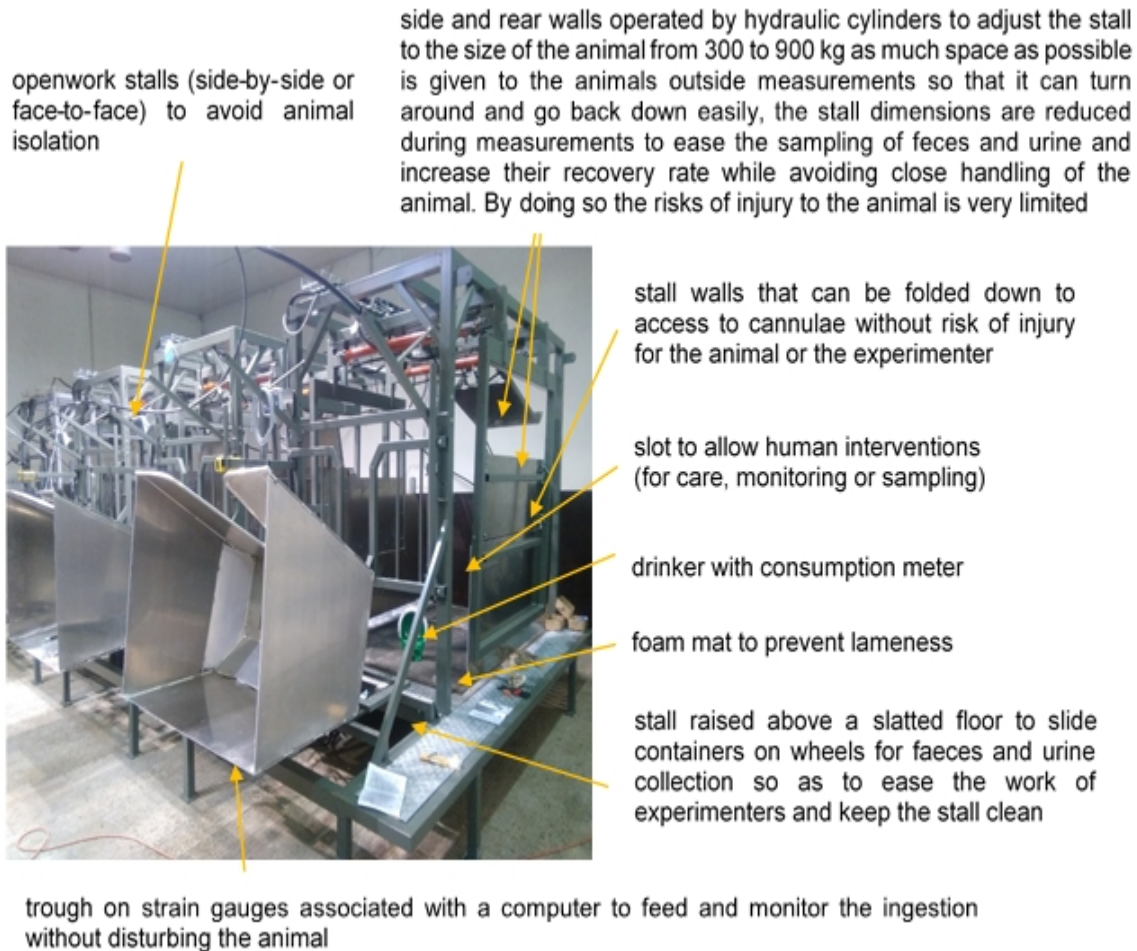 side and rear walls operated by hydraulic cylinders to adjust the stall
to the size of the animal from 300 to 900 kg as much space as possible
is given to the animals outside measurements so that it can turn
around and go back down easily, the stall dimensions are reduced
during measurements to ease the sampling of feces and urine and
increase their recovery rate while avoiding close handling of the
animal. By doing so the risks of injury to the animal is very limited
openwork stalls (side-by-side or
face-to-face) to avoid animal
isolation
stall walls that can be folded down to
access to cannulae without risk of injury
for the animal or the experimenter
slot to allow human interventions
(for care, monitoring or sampling)
drinker with consumption meter
foam mat to prevent lameness
stall raised above a slatted floor to slide
containers on wheels for faeces and urine
collection so as to ease the work of
experimenters and keep the stall clean
trough on strain gauges associated with a computer to feed and monitor the ingestion
without disturbing the animal